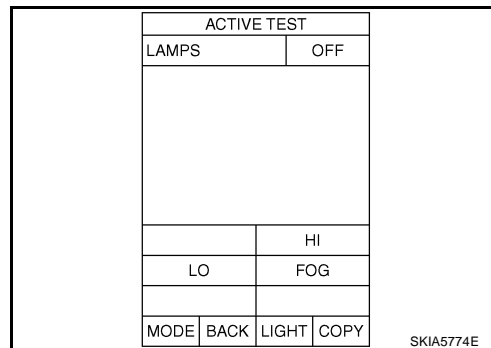 ACTIVE TEST
LAMPS OFF
HI
LO FOG
MODE BACK LIGHT COPY
SKIA5774E